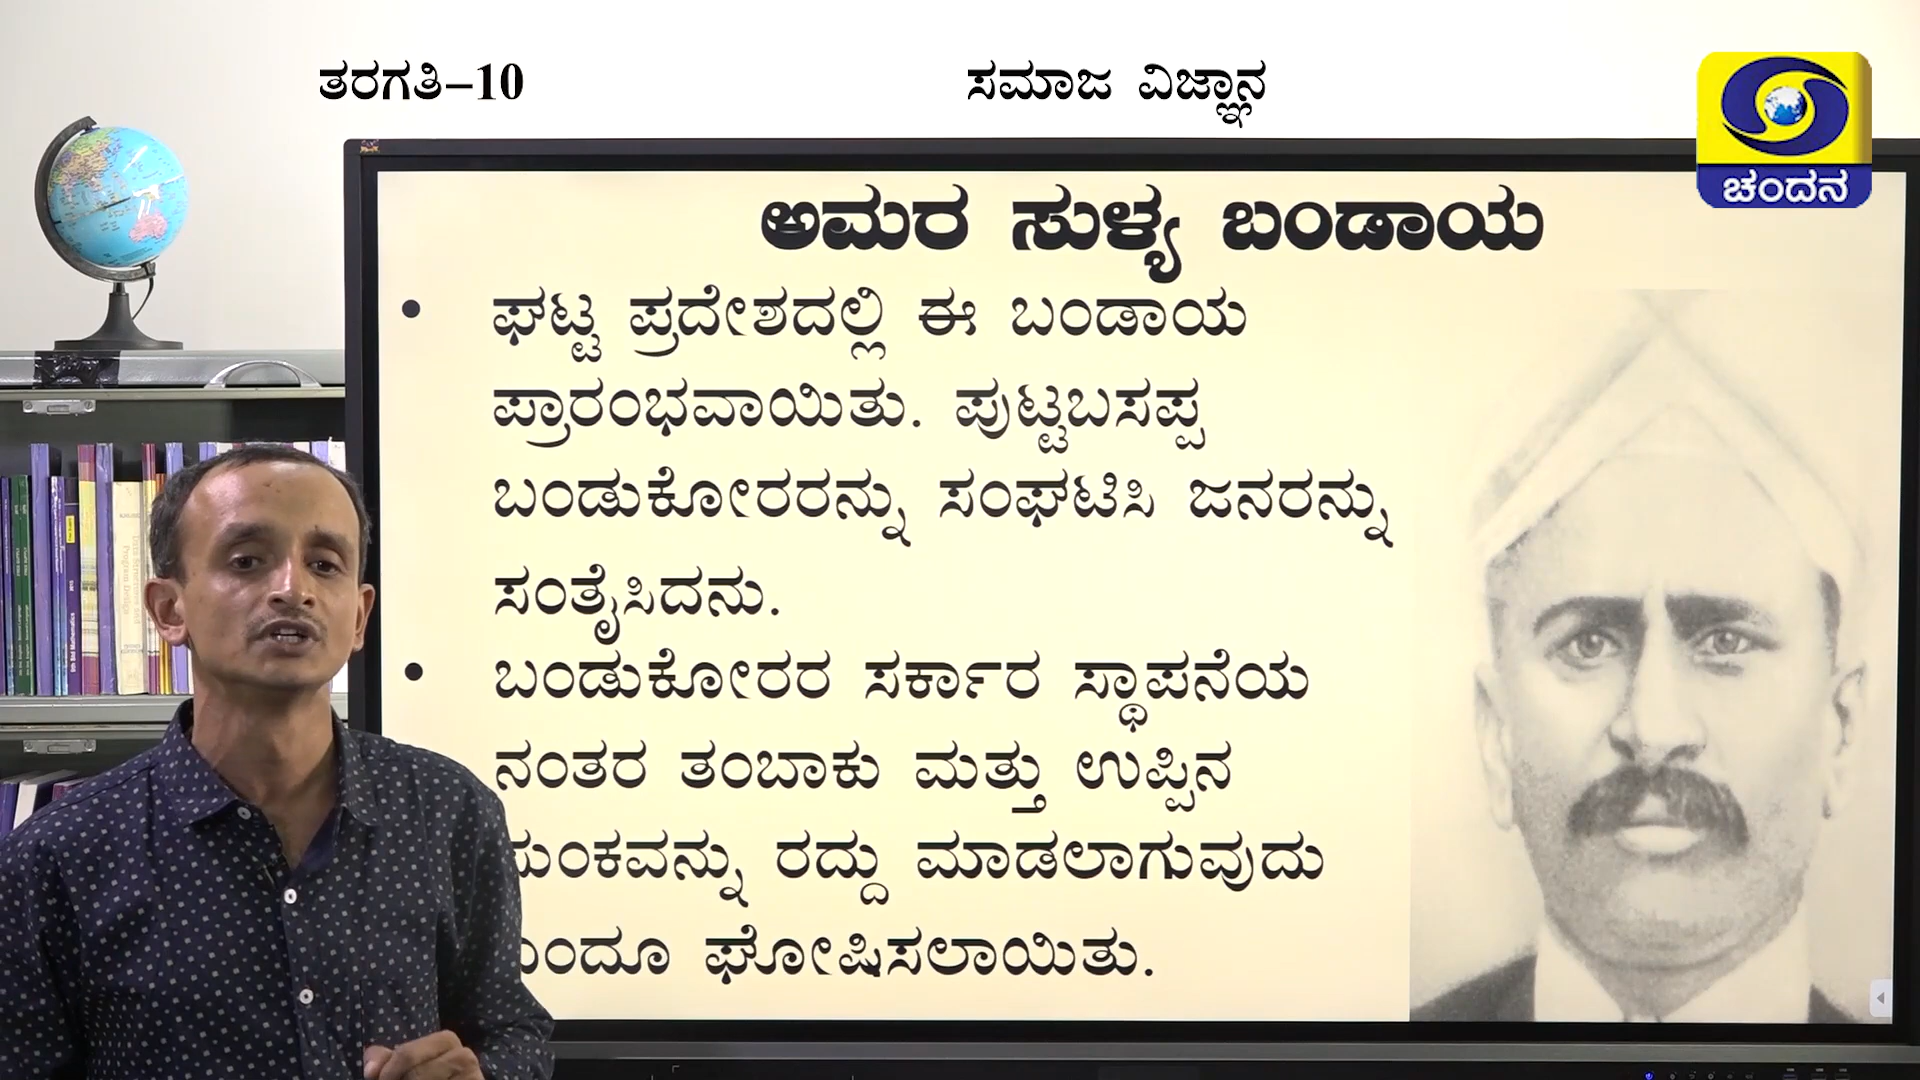 ತರಗತಿ-10
ಸಮಾಜ ವಿಜ್ಞಾನ
ಚಂದನ
ಅಮರ ಸುಳ್ಯ ಬಂಡಾಯ
• ಘಟ್ಟ ಪ್ರದೇಶದಲ್ಲಿ ಈ ಬಂಡಾಯ
ಪ್ರಾರಂಭವಾಯಿತು. ಪುಟ್ಟಬಸಪ್ಪ
ಬಂಡುಕೋರರನ್ನು ಸಂಘಟಿಸಿ ಜನರನ್ನು
ಸಂತೈಸಿದನು.
• ಬಂಡುಕೋರರ ಸರ್ಕಾರ ಸ್ಥಾಪನೆಯ
ನಂತರ ತಂಬಾಕು ಮತ್ತು ಉಪ್ಪಿನ
ಸುಂಕವನ್ನು ರದ್ದು ಮಾಡಲಾಗುವುದು
ಎಂದೂ ಘೋಷಿಸಲಾಯಿತು.